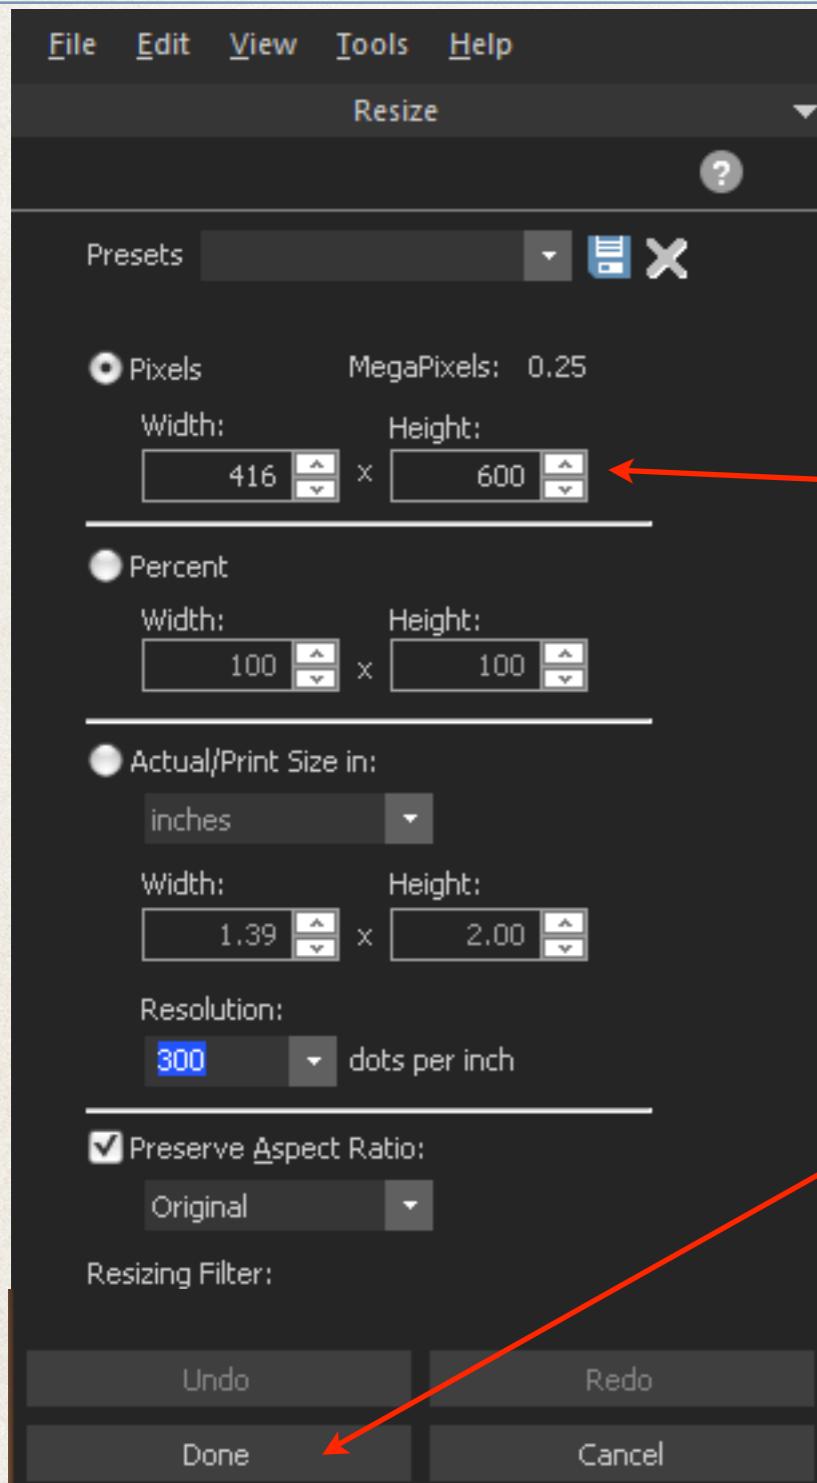 File Edit View Tools Help
Resize
?
Presets
Pixels MegaPixels: 0.25
Width: Height:
416 x 600
Percent
Width: Height:
100 x 100
Actual/Print Size in:
inches
Width: Height:
1.39 x 2.00
Resolution:
300 dots per inch
Preserve Aspect Ratio:
Original
Resizing Filter:
Undo Redo
Done Cancel